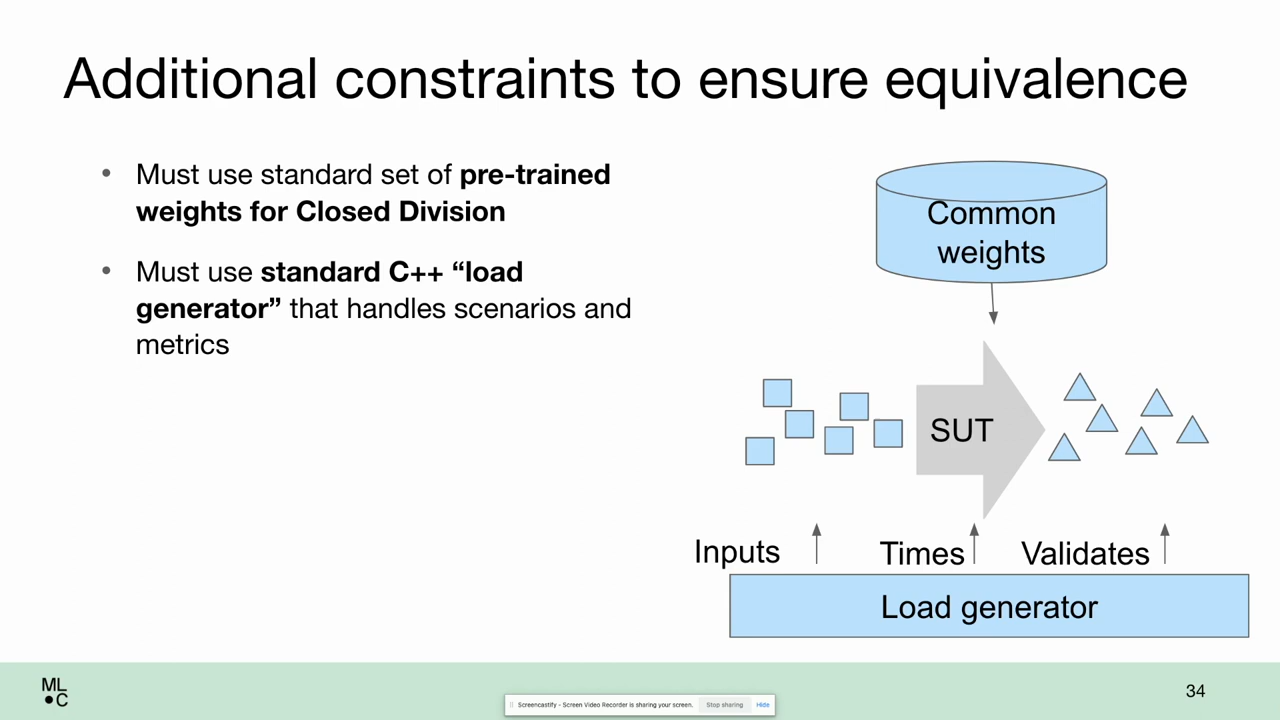 Additional constraints to ensure equivalence
• Must use standard set of pre-trained
weights for Closed Division
• Must use standard C++ “load
generator” that handles scenarios and
metrics
Common
weights
SUT
Inputs
Times
Validates
Load generator
ML
C
34
Screencastify - Screen Video Recorder is sharing your screen.
Stop sharing
Hide